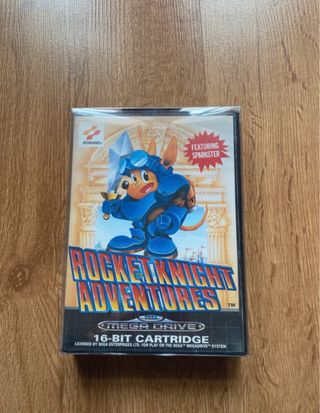 KONAMI
FEATURING
SPARKSTER
ROCKET KNIGHT
ADVENTURES
TM
SEGA
MEGA DRIVE
16-BIT CARTRIDGE
LICENSED BY SEGA ENTERPRISES LTD. FOR PLAY ON THE SEGA MEGADRIVE SYSTEM.